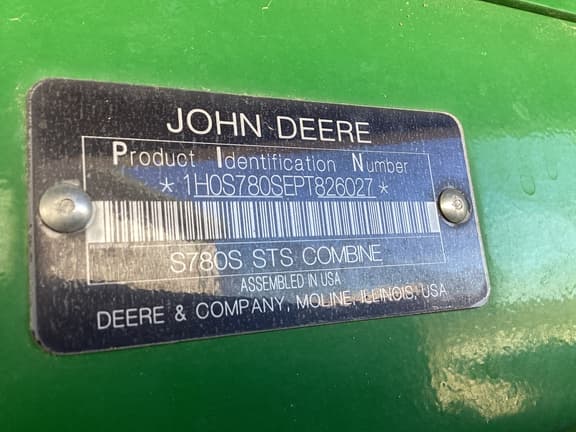 JOHN DEERE
Product Identification Number
* 1H0S780SEPT826027 *
S780S STS COMBINE
ASSEMBLED IN USA
DEERE & COMPANY, MOLINE, ILLINOIS, USA